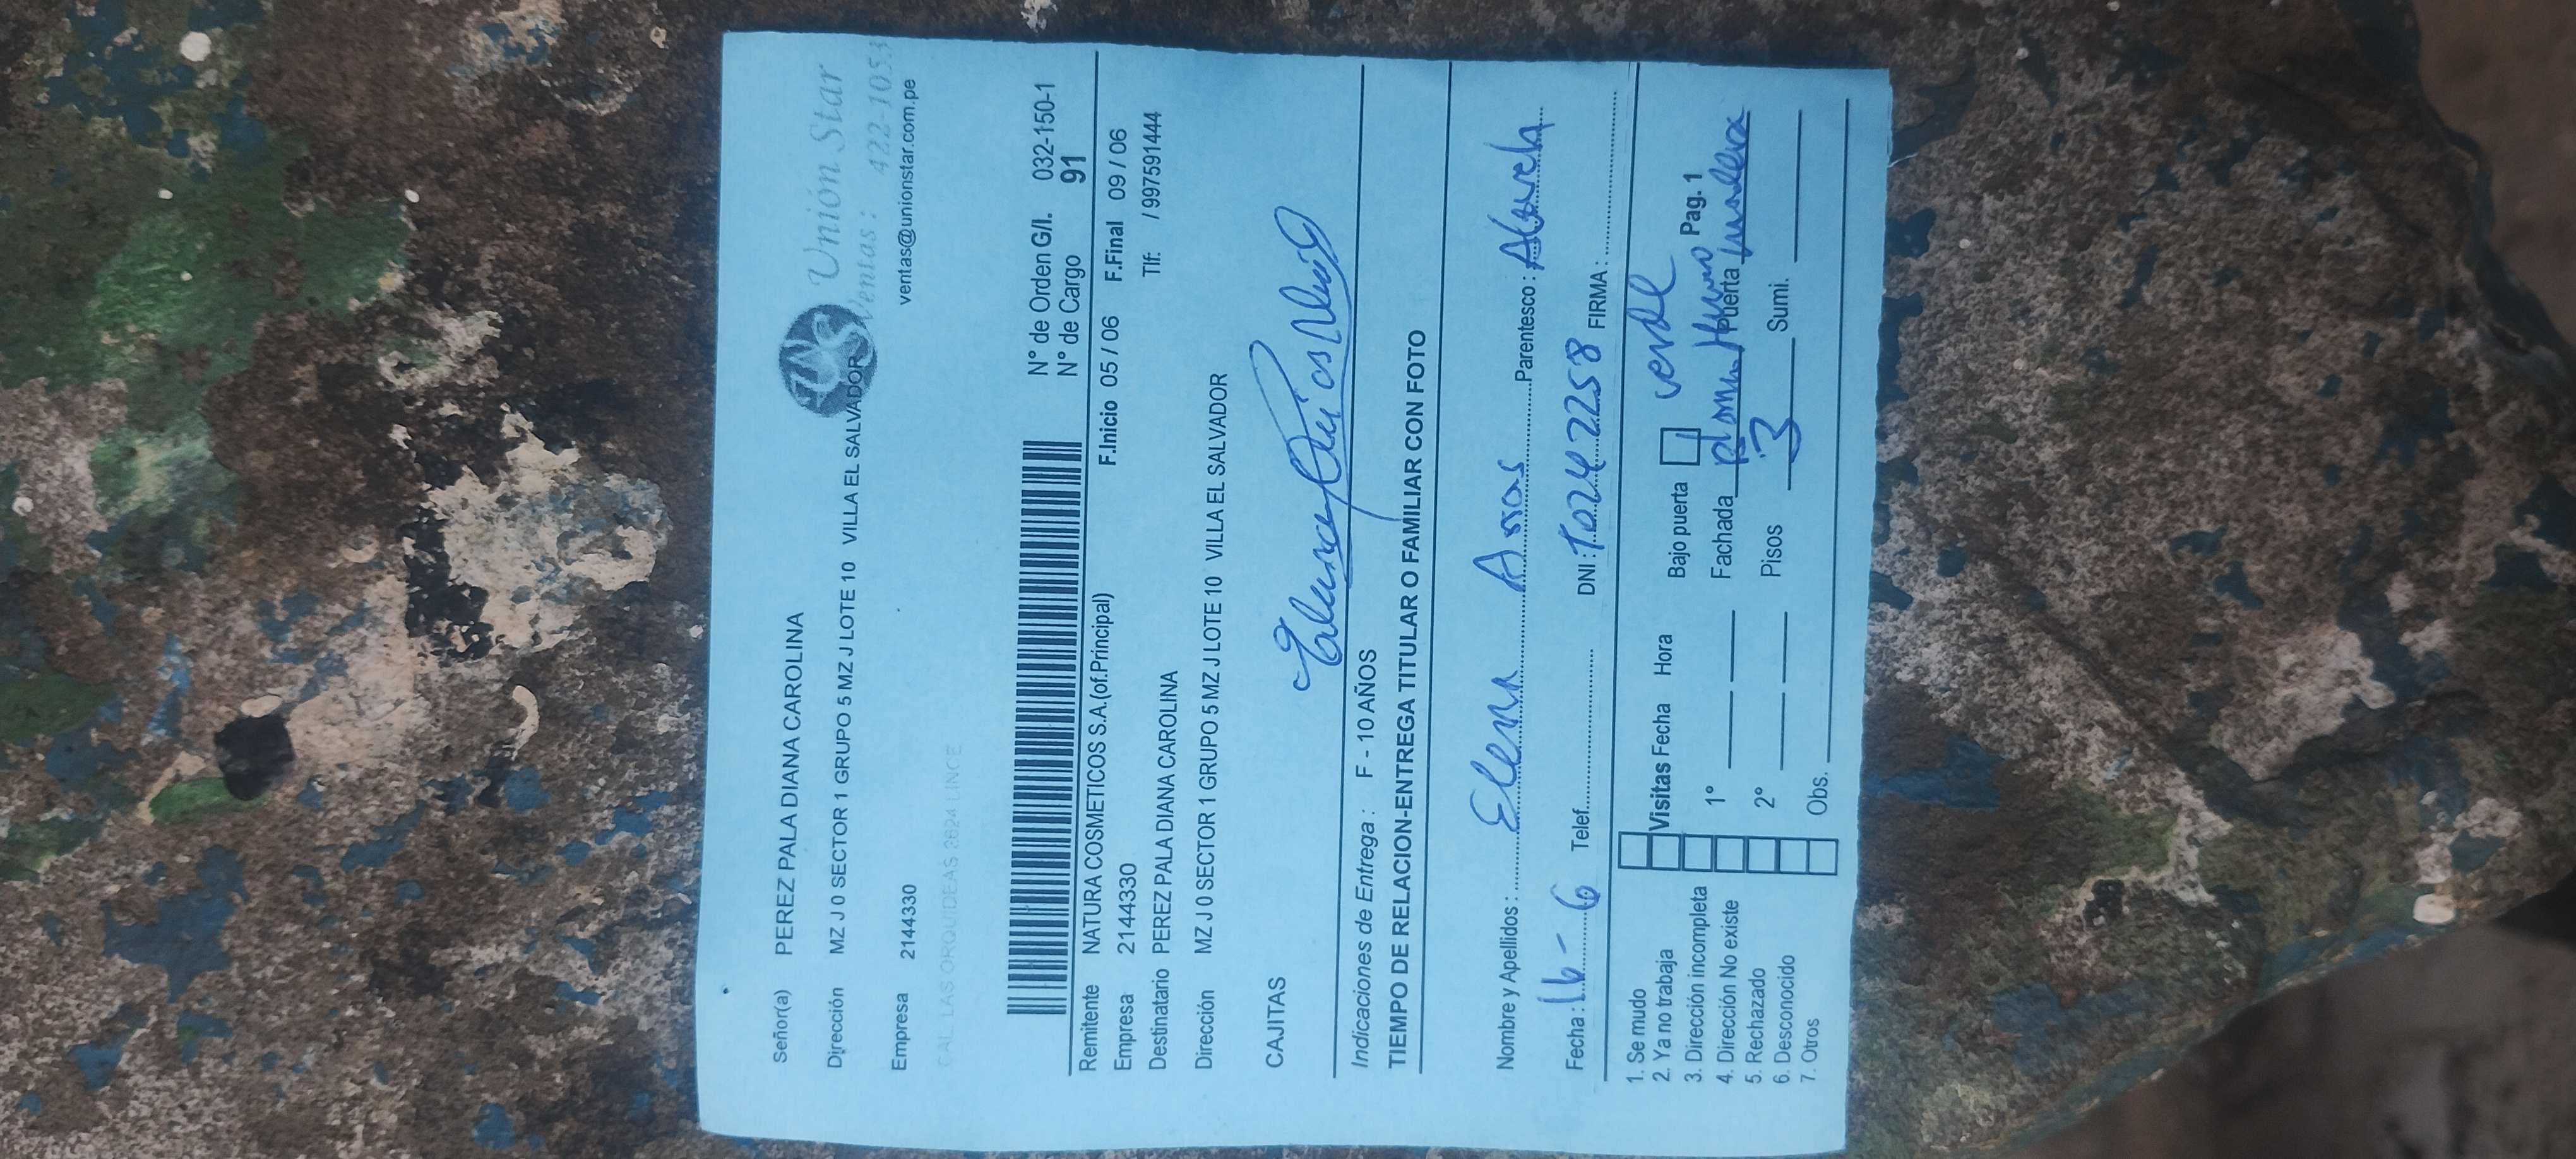 Señor(a) PEREZ PALA DIANA CAROLINA
Unión Star
Dirección MZ J 0 SECTOR 1 GRUPO 5 MZ J LOTE 10 VILLA EL SALVADOR
Ventas: 422-1053
Empresa 2144330
ventas@unionstar.com.pe
CAL. LAS ORQUIDEAS 2624 LINCE
N° de Orden G/I. 032-150-1
N° de Cargo 91
Remitente NATURA COSMETICOS S.A.(of.Principal)
F.Inicio 05 / 06 F.Final 09 / 06
Empresa 2144330
Tlf: / 997591444
Destinatario PEREZ PALA DIANA CAROLINA
Dirección MZ J 0 SECTOR 1 GRUPO 5 MZ J LOTE 10 VILLA EL SALVADOR
CAJITAS
Indicaciones de Entrega : F - 10 AÑOS
TIEMPO DE RELACION-ENTREGA TITULAR O FAMILIAR CON FOTO
Nombre y Apellidos : Elena Parentesco : Abuela
Fecha : 16 - 6 Telef. DNI : 10242258 FIRMA :
1. Se mudo
2. Ya no trabaja
3. Dirección incompleta
4. Dirección No existe
5. Rechazado
6. Desconocido
7. Otros
Visitas Fecha Hora
1°
2°
Obs.
Bajo puerta verde Pag. 1
Fachada Puerta
Pisos 3 Sumi.